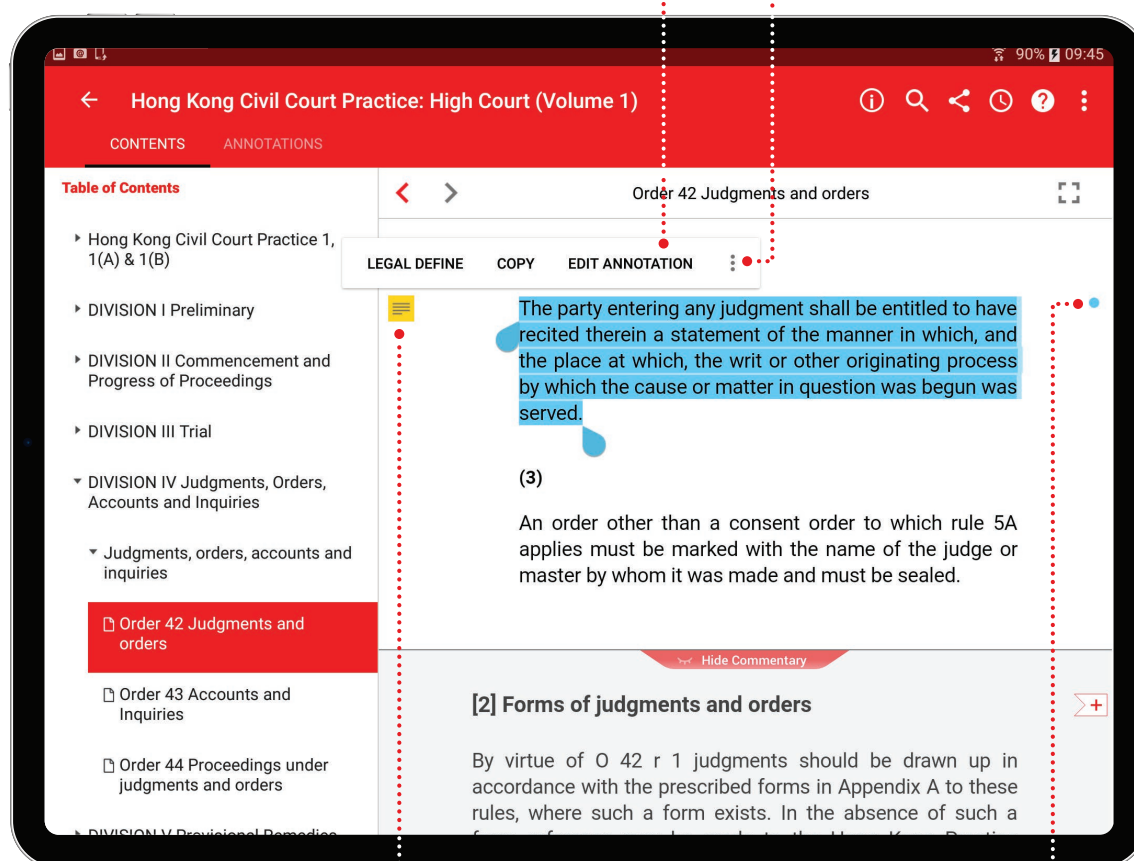 90% 09:45
Hong Kong Civil Court Practice: High Court (Volume 1)
CONTENTS ANNOTATIONS
Table of Contents
Hong Kong Civil Court Practice 1,
1(A) & 1(B)
DIVISION I Preliminary
DIVISION II Commencement and
Progress of Proceedings
DIVISION III Trial
DIVISION IV Judgments, Orders,
Accounts and Inquiries
Judgments, orders, accounts and
inquiries
Order 42 Judgments and
orders
Order 43 Accounts and
Inquiries
Order 44 Proceedings under
judgments and orders
DIVISION V Provisional Remedies
Order 42 Judgments and orders
LEGAL DEFINE COPY EDIT ANNOTATION
The party entering any judgment shall be entitled to have
recited therein a statement of the manner in which, and
the place at which, the writ or other originating process
by which the cause or matter in question was begun was
served.
(3)
An order other than a consent order to which rule 5A
applies must be marked with the name of the judge or
master by whom it was made and must be sealed.
Hide Commentary
[2] Forms of judgments and orders
By virtue of O 42 r 1 judgments should be drawn up in
accordance with the prescribed forms in Appendix A to these
rules, where such a form exists. In the absence of such a